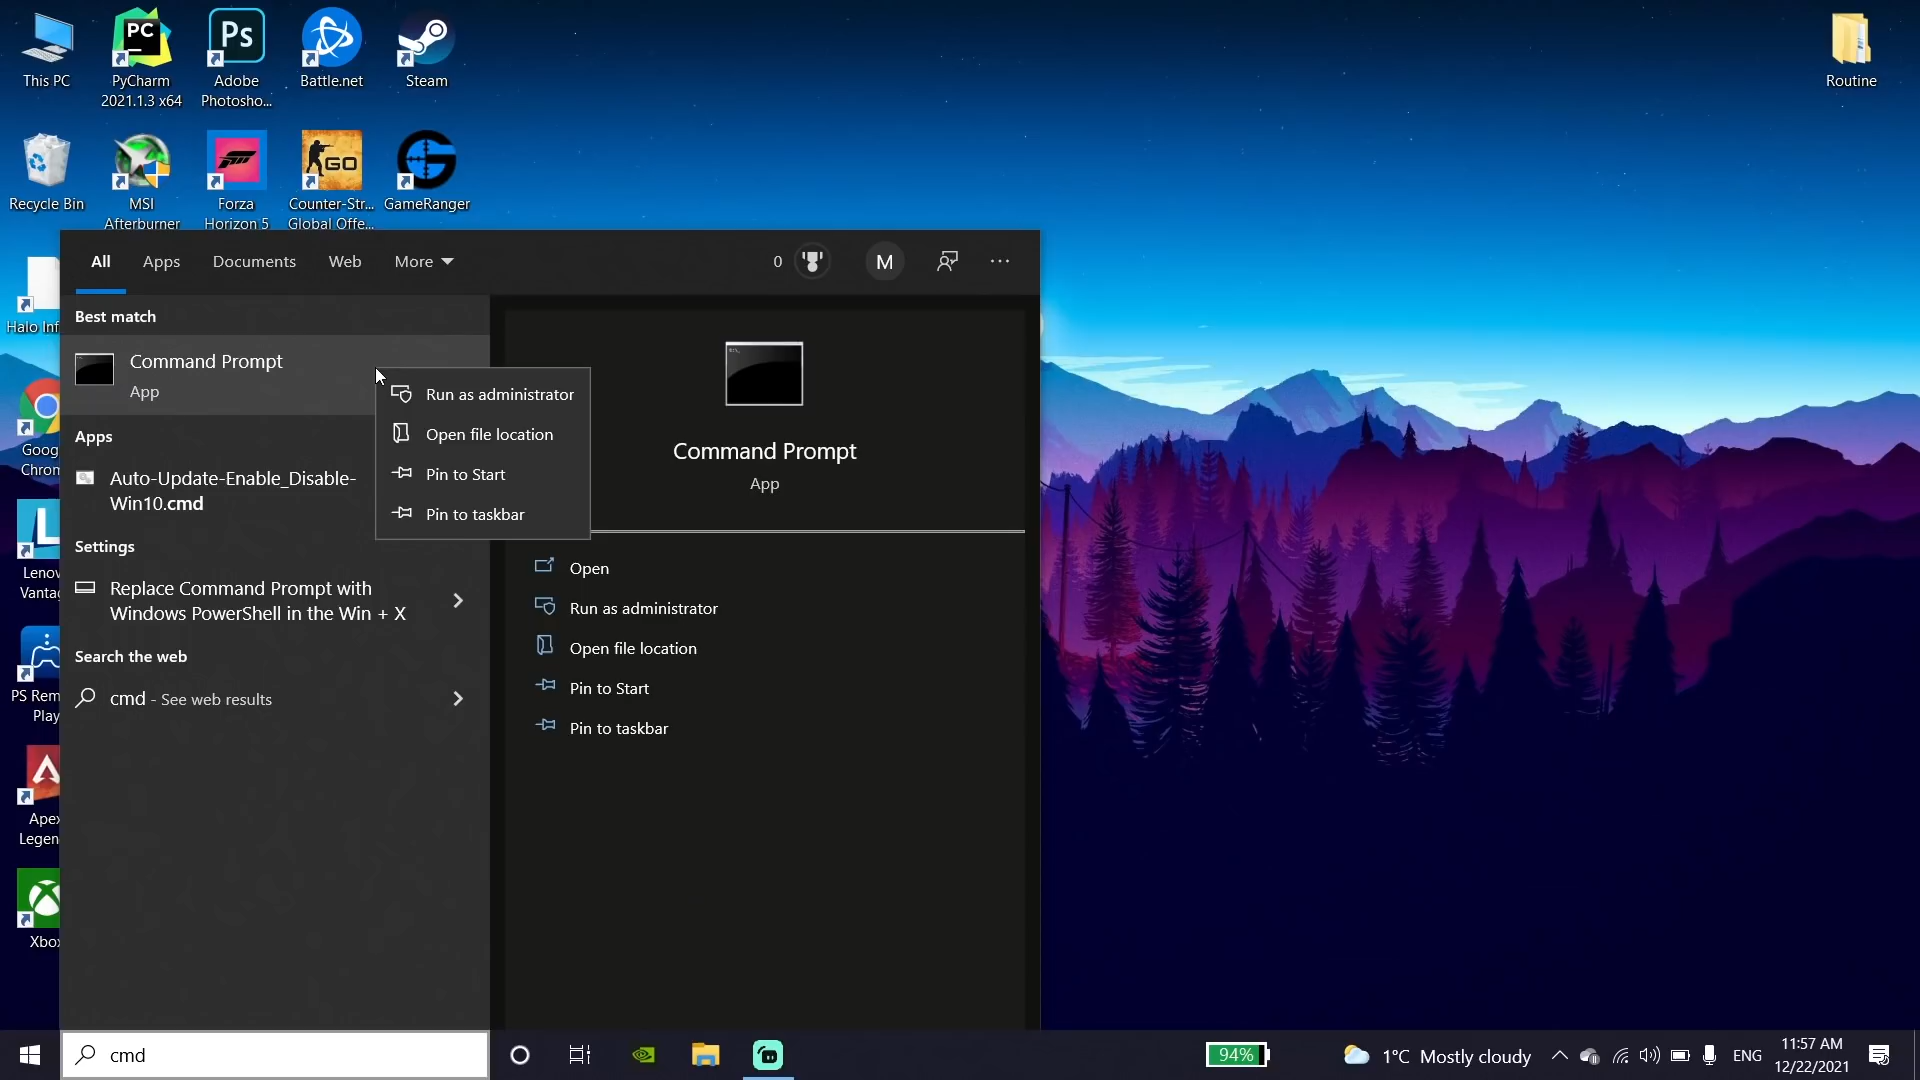 This PC
PC
PyCharm
2021.1.3 x64
Ps
Adobe
Photosho...
Battle.net
Steam
Routine
Recycle Bin
MSI
Afterburner
Forza
Horizon 5
GO
Counter-Str...
Global Offe...
GameRanger
All
Apps
Documents
Web
More
0
M
Halo Inf
Best match
Command Prompt
App
Run as administrator
Open file location
Pin to Start
Pin to taskbar
Command Prompt
App
Goog
Chrom
Apps
Auto-Update-Enable_Disable-
Win10.cmd
Settings
Replace Command Prompt with
Windows PowerShell in the Win + X
Search the web
cmd - See web results
Open
Run as administrator
Open file location
Pin to Start
Pin to taskbar
L
Lenov
Vantag
PS Rem
Play
Apex
Legen
Xbox
cmd
94%
1°C Mostly cloudy
ENG
11:57 AM
12/22/2021